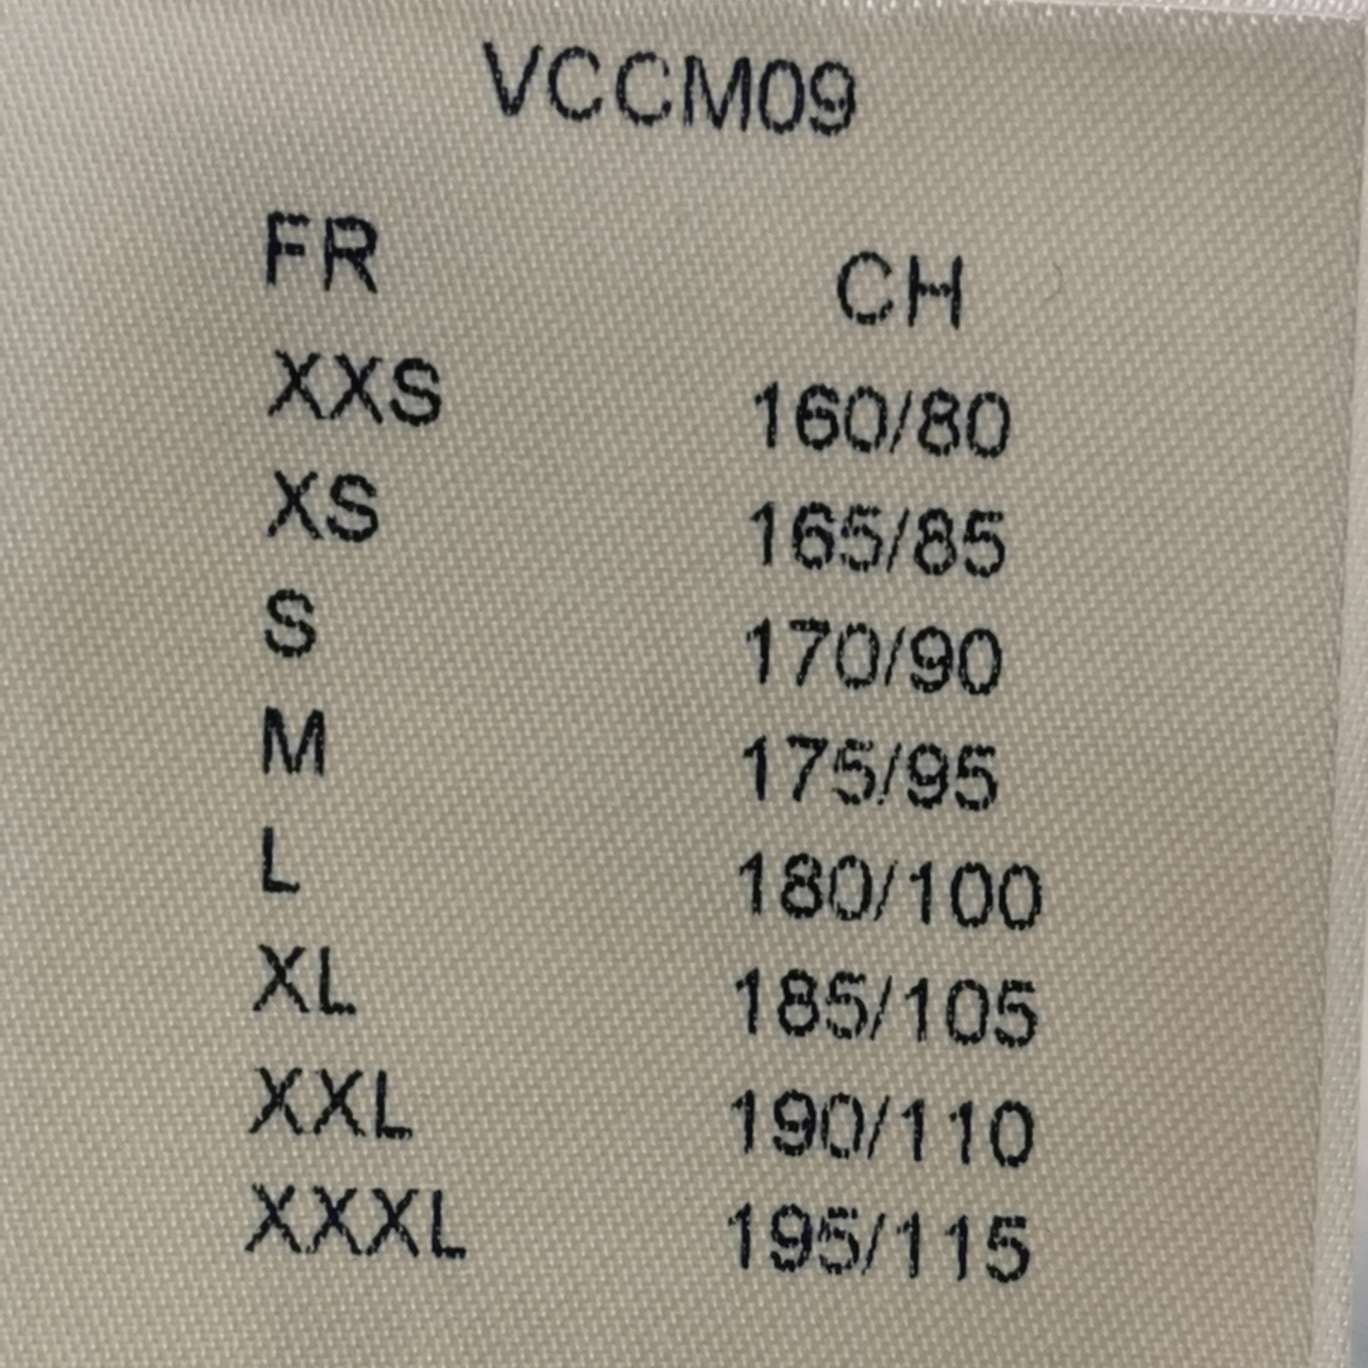 VCCM09
FR CH
XXS 160/80
XS 165/85
S 170/90
M 175/95
L 180/100
XL 185/105
XXL 190/110
XXXL 195/115